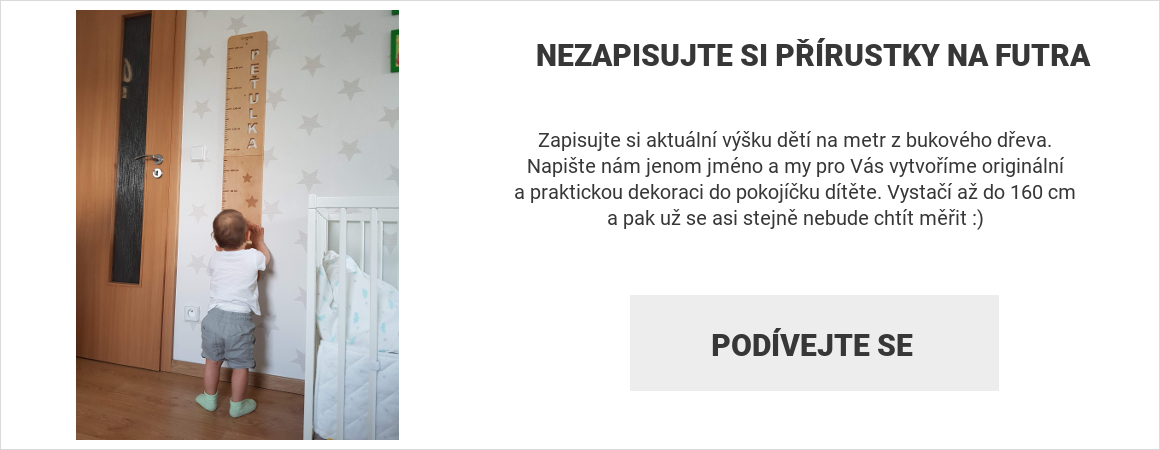 PETULKA
NEZAPISUJTE SI PŘÍRUSTKY NA FUTRA
Zapisujte si aktuální výšku dětí na metr z bukového dřeva.
Napište nám jenom jméno a my pro Vás vytvoříme originální
a praktickou dekoraci do pokojíčku dítěte. Vystačí až do 160 cm
a pak už se asi stejně nebude chtít měřit :)
PODÍVEJTE SE